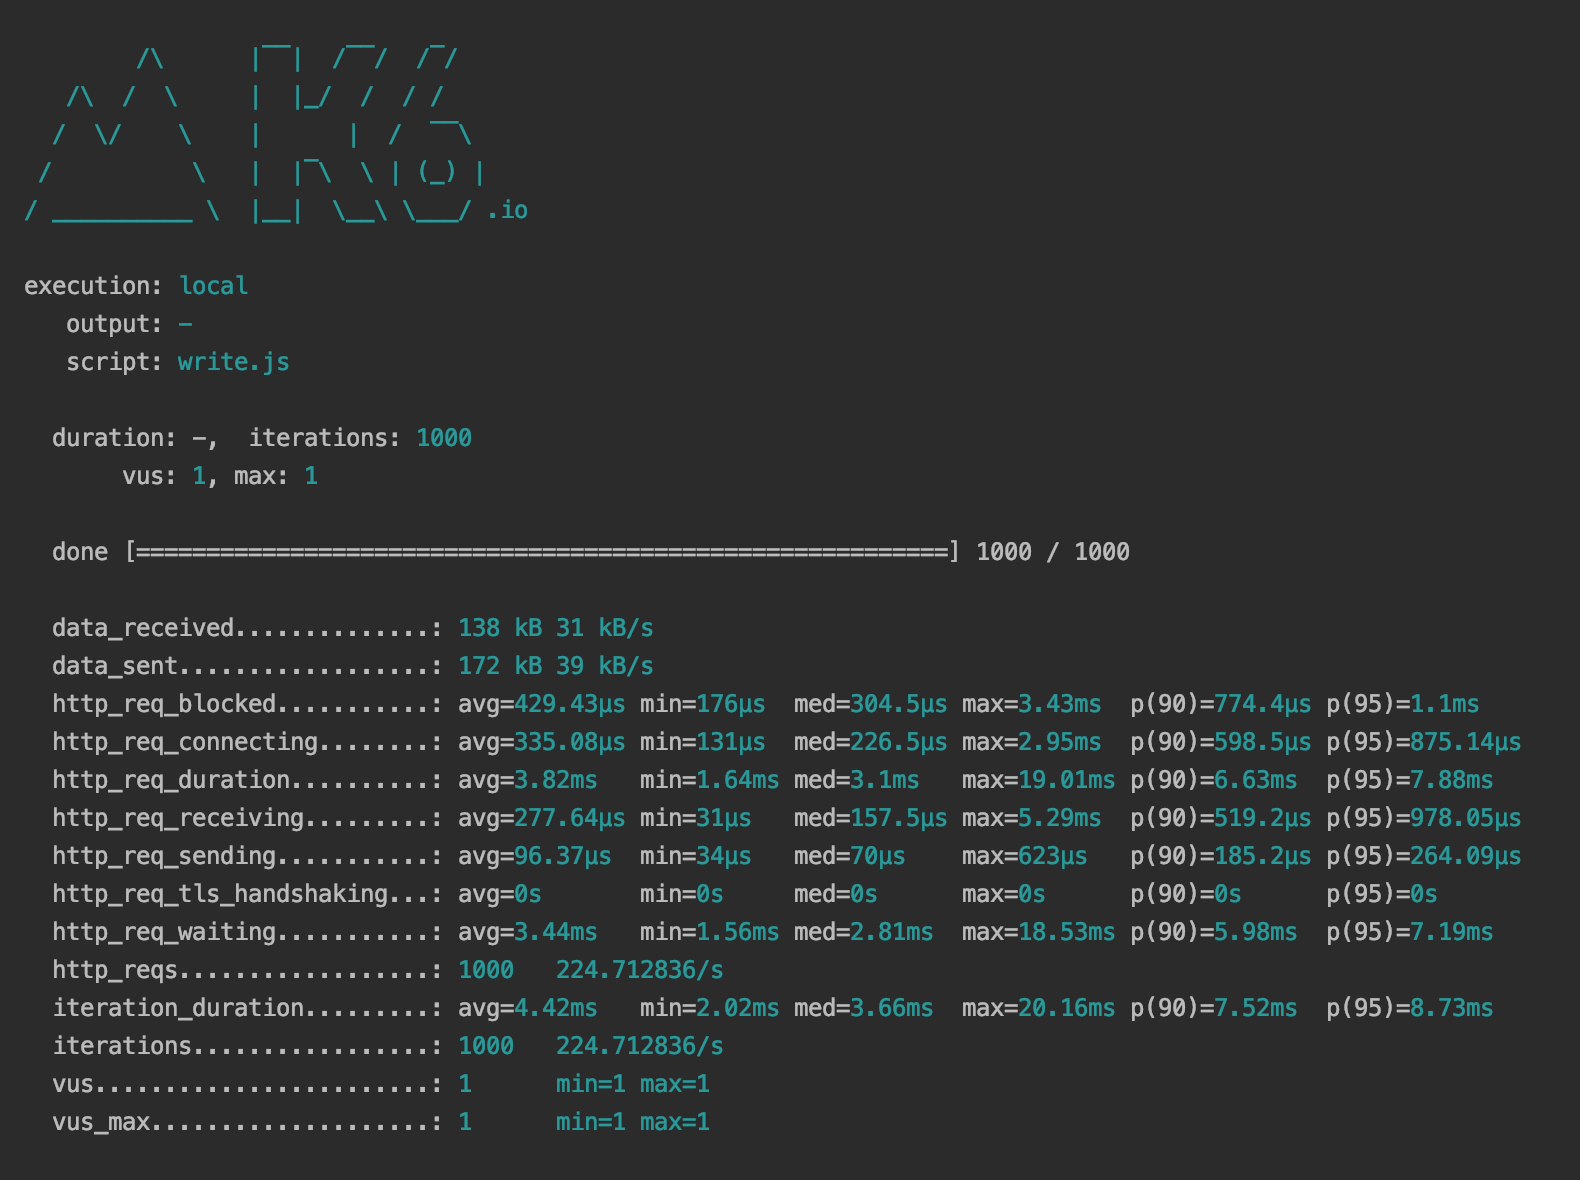 /\      |‾‾|  /‾‾/  /‾/
     /\  /  \     |  |_/  /  / /
    /  \/    \    |      |  /  ‾‾\
   /          \   |  |‾\  \ | (_) |
  / __________ \  |__|  \__\ \___/ .io
execution: local
output: -
script: write.js
duration: -,  iterations: 1000
vus: 1, max: 1
done [==========================================================] 1000 / 1000
data_received..............: 138 kB 31 kB/s
data_sent..................: 172 kB 39 kB/s
http_req_blocked...........: avg=429.43µs min=176µs  med=304.5µs max=3.43ms  p(90)=774.4µs p(95)=1.1ms
http_req_connecting........: avg=335.08µs min=131µs  med=226.5µs max=2.95ms  p(90)=598.5µs p(95)=875.14µs
http_req_duration..........: avg=3.82ms   min=1.64ms med=3.1ms   max=19.01ms p(90)=6.63ms  p(95)=7.88ms
http_req_receiving.........: avg=277.64µs min=31µs   med=157.5µs max=5.29ms  p(90)=519.2µs p(95)=978.05µs
http_req_sending...........: avg=96.37µs  min=34µs   med=70µs    max=623µs   p(90)=185.2µs p(95)=264.09µs
http_req_tls_handshaking...: avg=0s       min=0s     med=0s      max=0s      p(90)=0s      p(95)=0s
http_req_waiting...........: avg=3.44ms   min=1.56ms med=2.81ms  max=18.53ms p(90)=5.98ms  p(95)=7.19ms
http_reqs..................: 1000   224.712836/s
iteration_duration.........: avg=4.42ms   min=2.02ms med=3.66ms  max=20.16ms p(90)=7.52ms  p(95)=8.73ms
iterations.................: 1000   224.712836/s
vus........................: 1      min=1 max=1
vus_max....................: 1      min=1 max=1